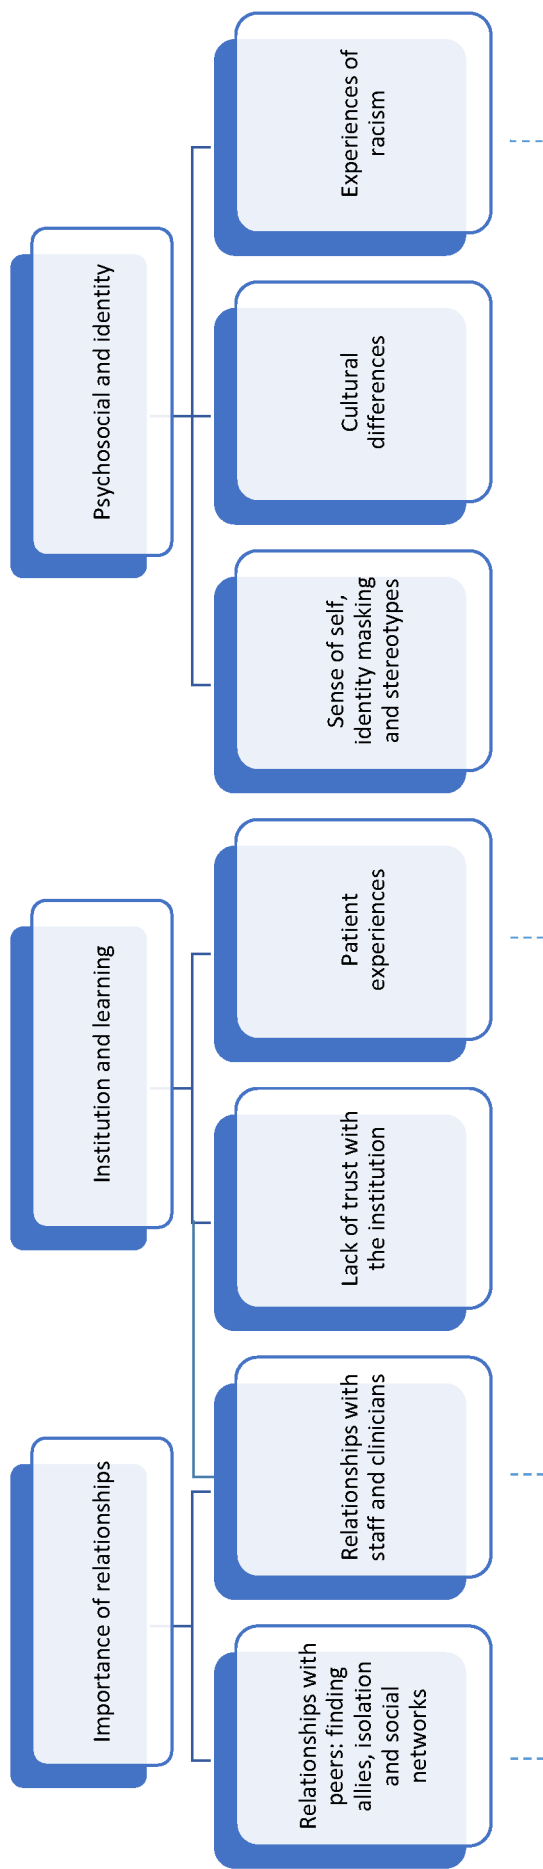 Importance of relationships
Institution and learning
Psychosocial and identity
Relationships with
peers: finding
allies, isolation
and social
networks
Relationships with
staff and clinicians
Lack of trust with
the institution
Patient
experiences
Sense of self,
identity masking
and stereotypes
Cultural
differences
Experiences of
racism